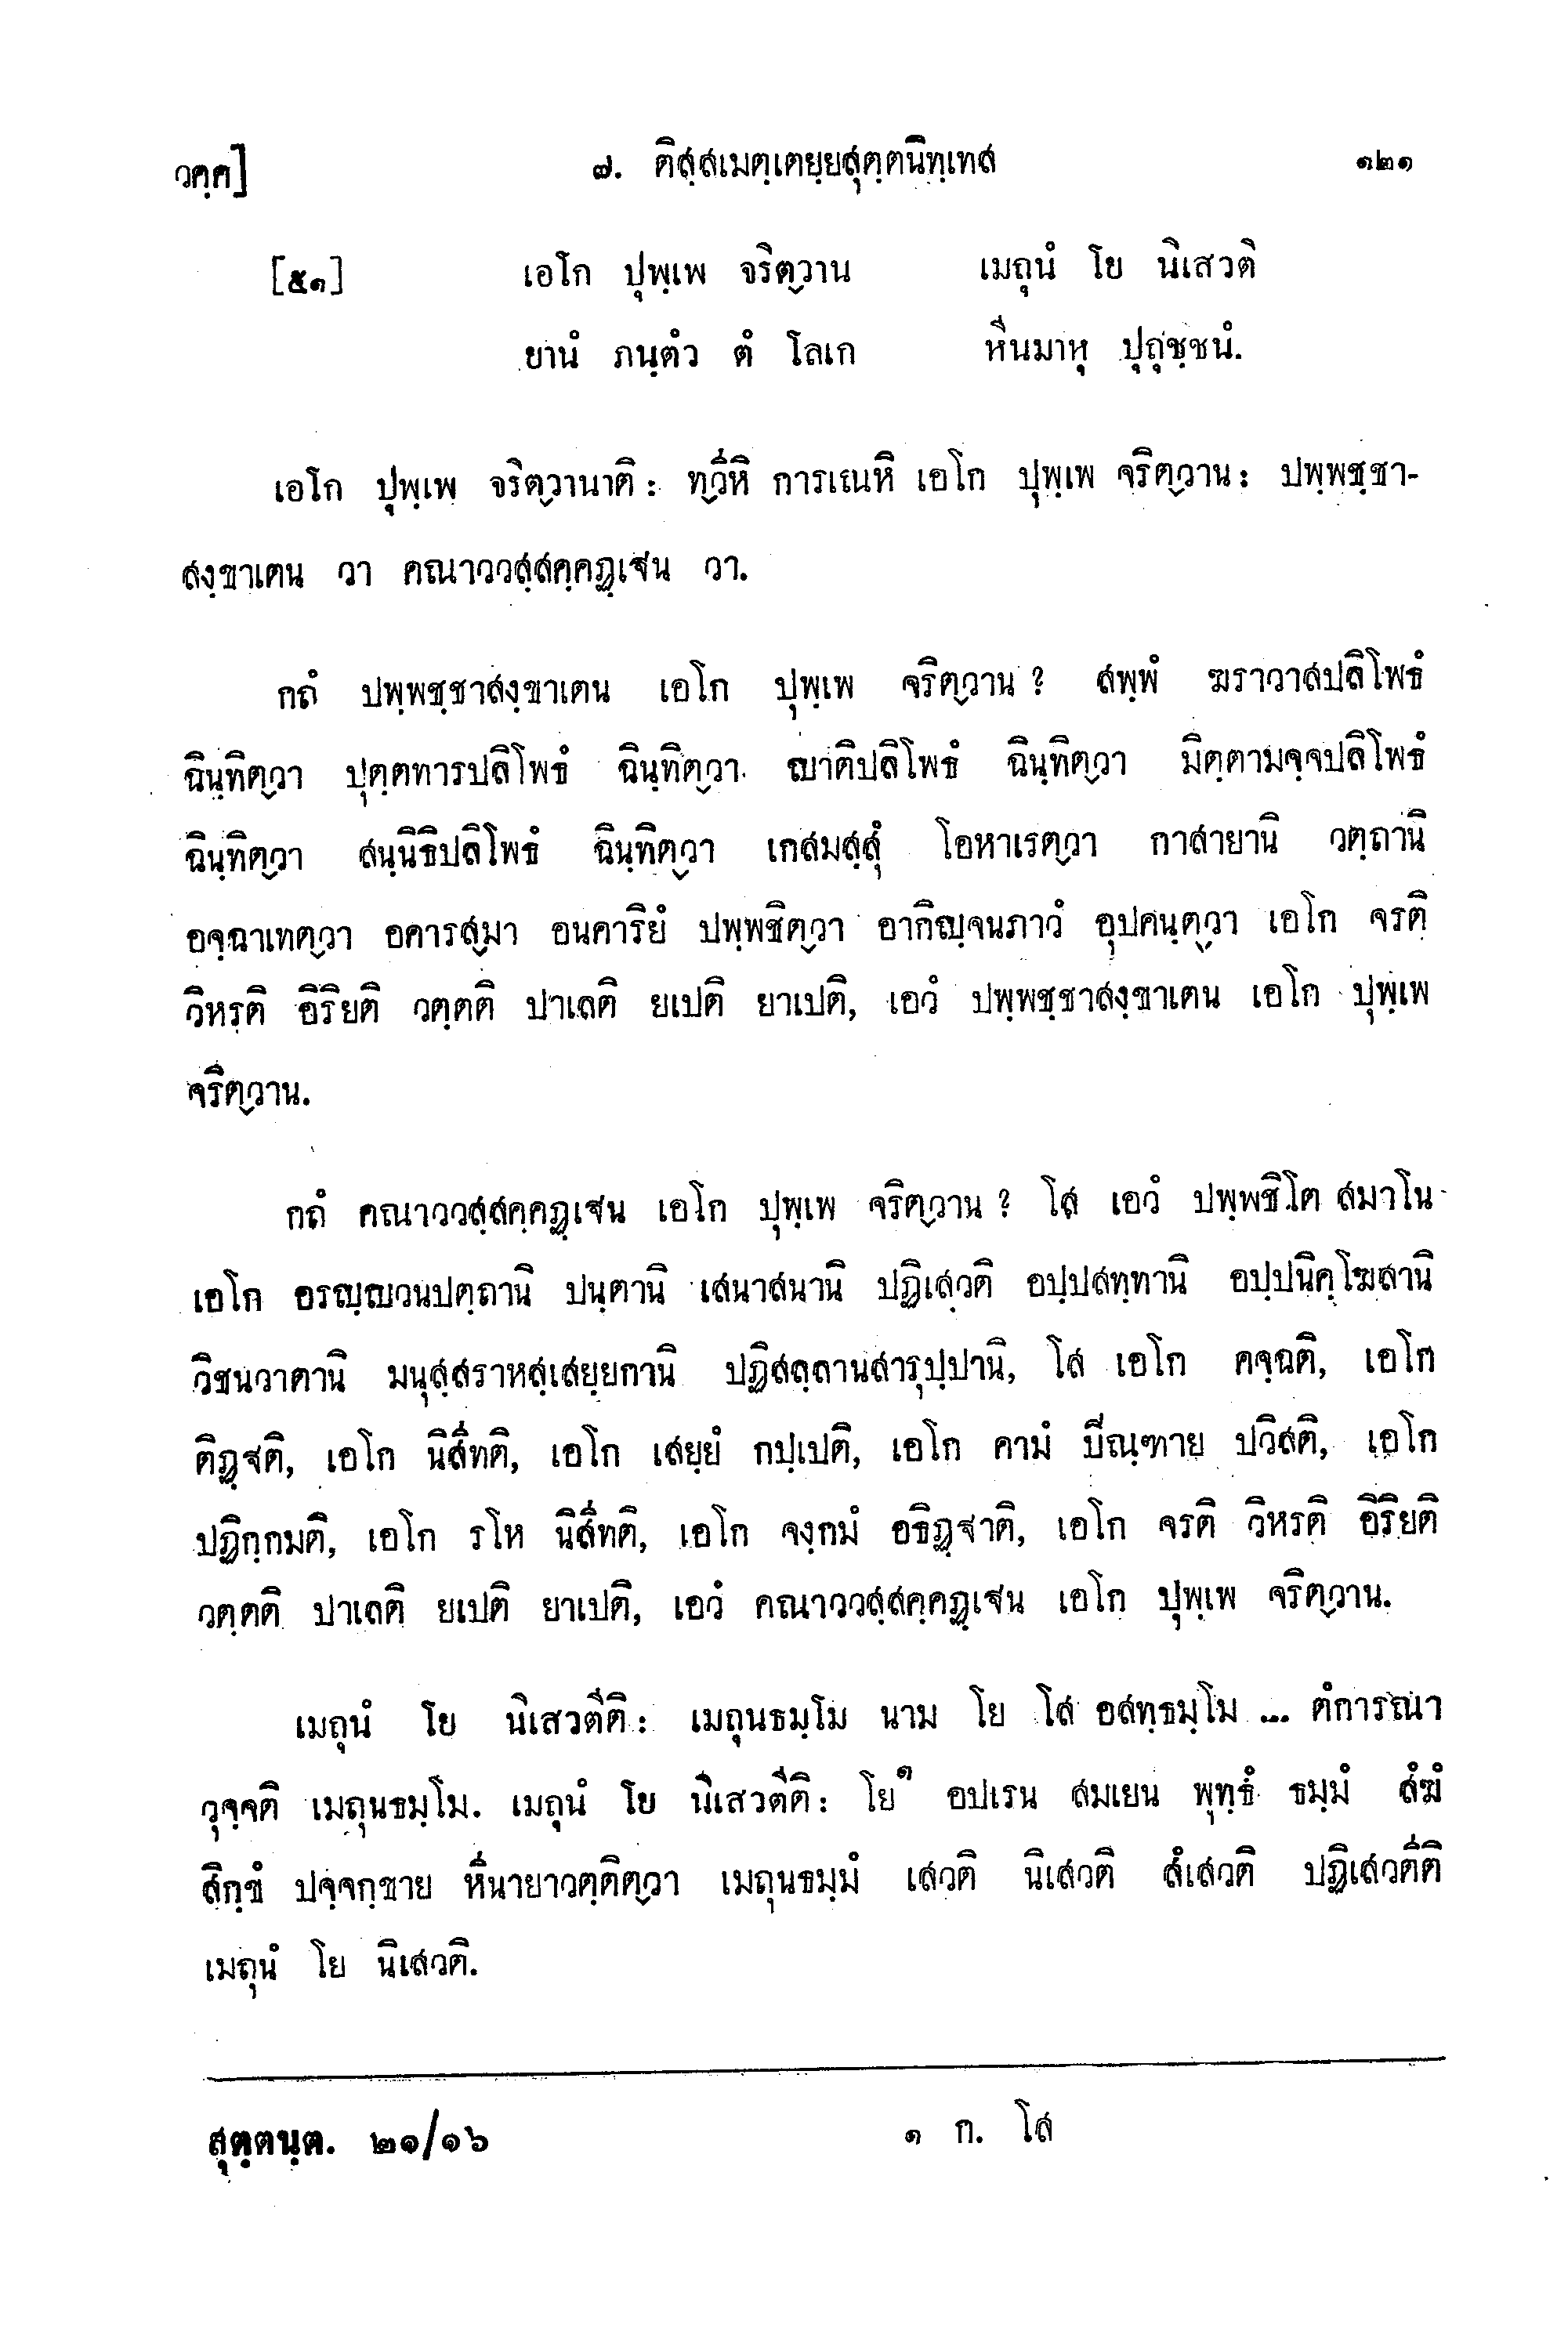 วคฺค]
๗. ติสฺสเมตฺเตยฺยสุตฺตนิทฺเทส
๑๒๑
[๕๑] เอโก ปุพฺเพ จริตฺวาน เมถุนํ โย นิเสวติ
ยานํ ภนฺตํว ตํ โลเก หีนมาหุ ปุถุชฺชนํ.
เอโก ปุพฺเพ จริตฺวานาติ: ทฺวีหิ การเณหิ เอโก ปุพฺเพ จริตฺวาน: ปพฺพชฺชา-
สงฺขาเตน วา คณาววสฺสคฺคฏฺเฐน วา.
กถํ ปพฺพชฺชาสงฺขาเตน เอโก ปุพฺเพ จริตฺวาน? สพฺพํ ฆราวาสปลิโพธํ
ฉินฺทิตฺวา ปุตฺตทารปลิโพธํ ฉินฺทิตฺวา ญาติปลิโพธํ ฉินฺทิตฺวา มิตฺตามจฺจปลิโพธํ
ฉินฺทิตฺวา สนฺนิธิปลิโพธํ ฉินฺทิตฺวา เกสมสฺสุํ โอหาเรตฺวา กาสายานิ วตฺถานิ
อจฺฉาเทตฺวา อคารสฺมา อนคาริยํ ปพฺพชิตฺวา อากิญฺจนภาวํ อุปคนฺตฺวา เอโก จรติ
วิหรติ อิริยติ วตฺตติ ปาเลติ ยเปติ ยาเปติ, เอวํ ปพฺพชฺชาสงฺขาเตน เอโก ปุพฺเพ
จริตฺวาน.
กถํ คณาววสฺสคฺคฏฺเฐน เอโก ปุพฺเพ จริตฺวาน? โส เอวํ ปพฺพชิโต สมาโน
เอโก อรญฺญวนปตฺถานิ ปนฺตานิ เสนาสนานิ ปฏิเสวติ อปฺปสทฺทานิ อปฺปนิคฺโฆสานิ
วิชนวาตานิ มนุสฺสราหสฺเสยฺยกานิ ปฏิสลฺลานสารุปฺปานิ, โส เอโก คจฺฉติ, เอโก
ติฏฺฐติ, เอโก นิสีทติ, เอโก เสยฺยํ กปฺเปติ, เอโก คามํ ปิณฺฑาย ปวิสติ, เอโก
ปฏิกฺกมติ, เอโก รโห นิสีทติ, เอโก จงฺกมํ อธิฏฺฐาติ, เอโก จรติ วิหรติ อิริยติ
วตฺตติ ปาเลติ ยเปติ ยาเปติ, เอวํ คณาววสฺสคฺคฏฺเฐน เอโก ปุพฺเพ จริตฺวาน.
เมถุนํ โย นิเสวตีติ: เมถุนธมฺโม นาม โย โส อสทฺธมฺโม ... ตํการณา
วุจฺจติ เมถุนธมฺโม. เมถุนํ โย นิเสวตีติ: โย๑ อปเรน สมเยน พุทฺธํ ธมฺมํ สํฆํ
สิกฺขํ ปจฺจกฺขาย หีนายาวตฺติตฺวา เมถุนธมฺมํ เสวติ นิเสวติ สํเสวติ ปฏิเสวตีติ
เมถุนํ โย นิเสวติ.
สุตฺตนฺต. ๒๑/๑๖
๑ ก. โส